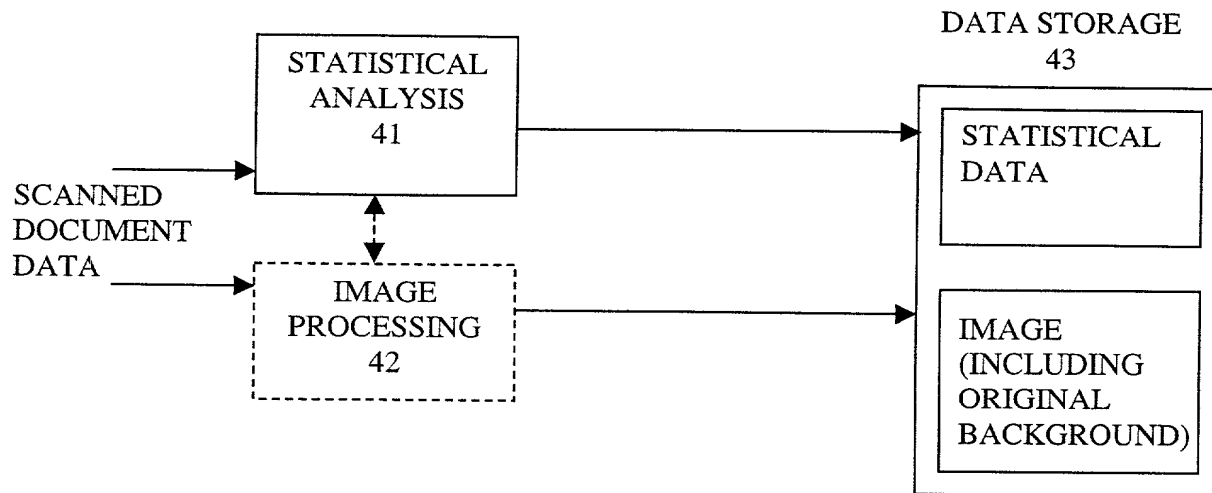 DATA STORAGE
43
STATISTICAL
ANALYSIS
41
STATISTICAL
DATA
SCANNED
DOCUMENT
DATA
IMAGE
PROCESSING
42
IMAGE
(INCLUDING
ORIGINAL
BACKGROUND)